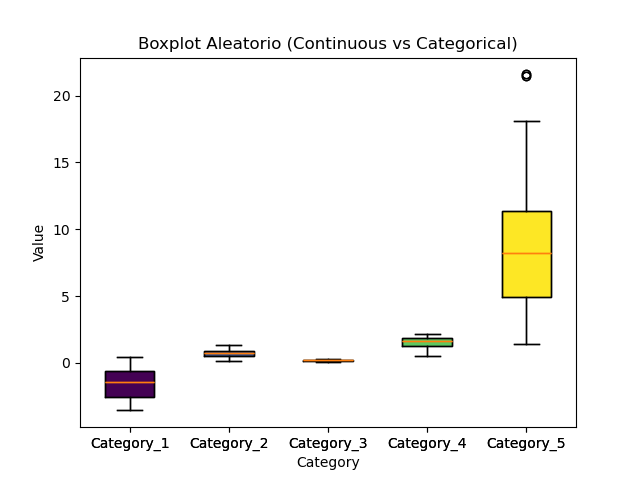 Boxplot Aleatorio (Continuous vs Categorical)
20
15
10
5
0
Value
Category_1 Category_2 Category_3 Category_4 Category_5
Category